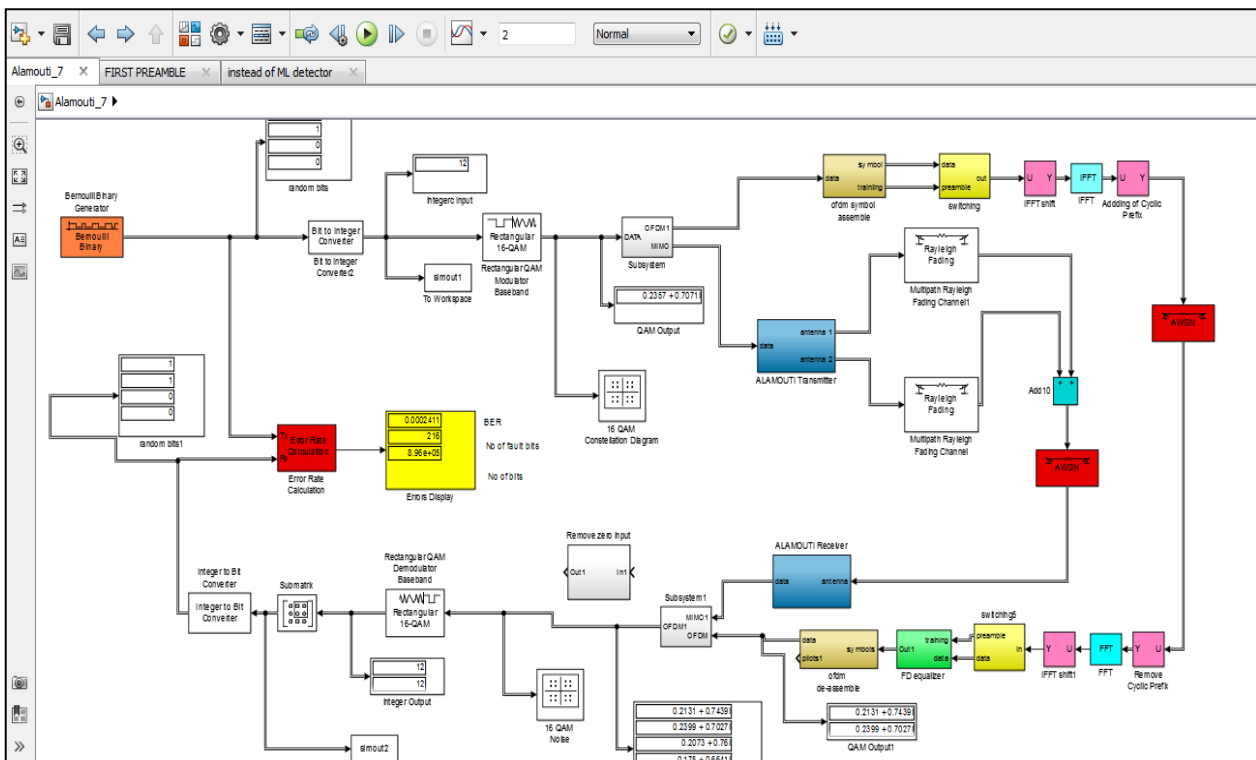 2
Normal
Alamouti_7
FIRST PREAMBLE
instead of ML detector
Alamouti_7
1
0
0
random bits
12
Integerc Input
Bernoulli Binary
Generator
Bernoulli
Binary
Bit to Integer
Converter
Bit to Integer
Converter2
simout1
To Workspace
Rectangular
16-QAM
Rectangular QAM
Modulator
Baseband
DATA
OFDM1
MIMO
Subsystem
0.2357 +0.7071i
QAM Output
16 QAM
Constellation Diagram
data
symbol
training
ofdm symbol
assemble
data
preamble
out
switching
U Y
IFFT shift
IFFT
IFFT
U Y
Addding of Cyclic
Prefix
Rayleigh
Fading
Multipath Rayleigh
Fading Channel1
data
antenna 1
antenna 2
ALAMOUTI Transmitter
Rayleigh
Fading
Multipath Rayleigh
Fading Channel
Add10
+ +
AWGN
AWGN
1
1
0
0
random bits1
Tx
Rx
Error Rate
Calculation
Error Rate
Calculation
0.0002411
216
8.96e+05
Errors Display
BER
No of fault bits
No of bits
Integer to Bit
Converter
Integer to Bit
Converter
Submatrix
Rectangular QAM
Demodulator
Baseband
Rectangular
16-QAM
12
12
Integer Output
simout2
16 QAM
Noise
Remove zero Input
Out1
In1
Subsystem1
MIMO1
OFDM1
OFDM
ALAMOUTI Receiver
data
antenna
data
pilots1
symbols
ofdm
de-assemble
training
Out1
data
FD equalizer
switching5
preamble
in
data
Y U
IFFT shift1
FFT
FFT
Y U
Remove
Cyclic Prefix
0.2131 +0.7439i
0.2399 +0.7027i
0.2073 +0.76i
0.2131 +0.7439i
0.2399 +0.7027i
QAM Output1